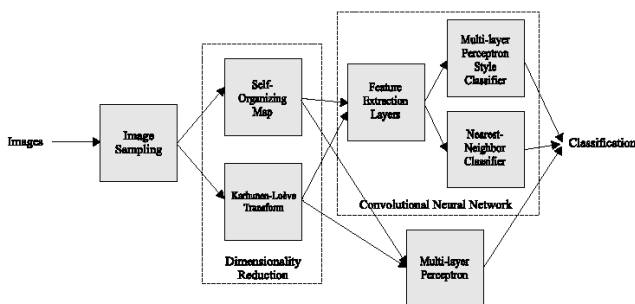 Images
Image
Sampling
Self-
Organizing
Map
Karhunen-Loève
Transform
Dimensionality
Reduction
Feature
Extraction
Layers
Multi-layer
Perceptron
Style
Classifier
Nearest-
Neighbor
Classifier
Convolutional Neural Network
Multi-layer
Perceptron
Classification